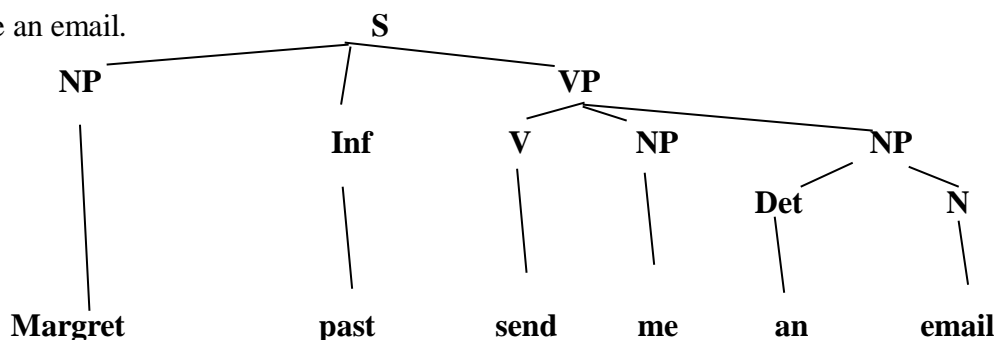 e an email.
S
NP VP
Inf V NP NP
Det N
Margret past send me an email